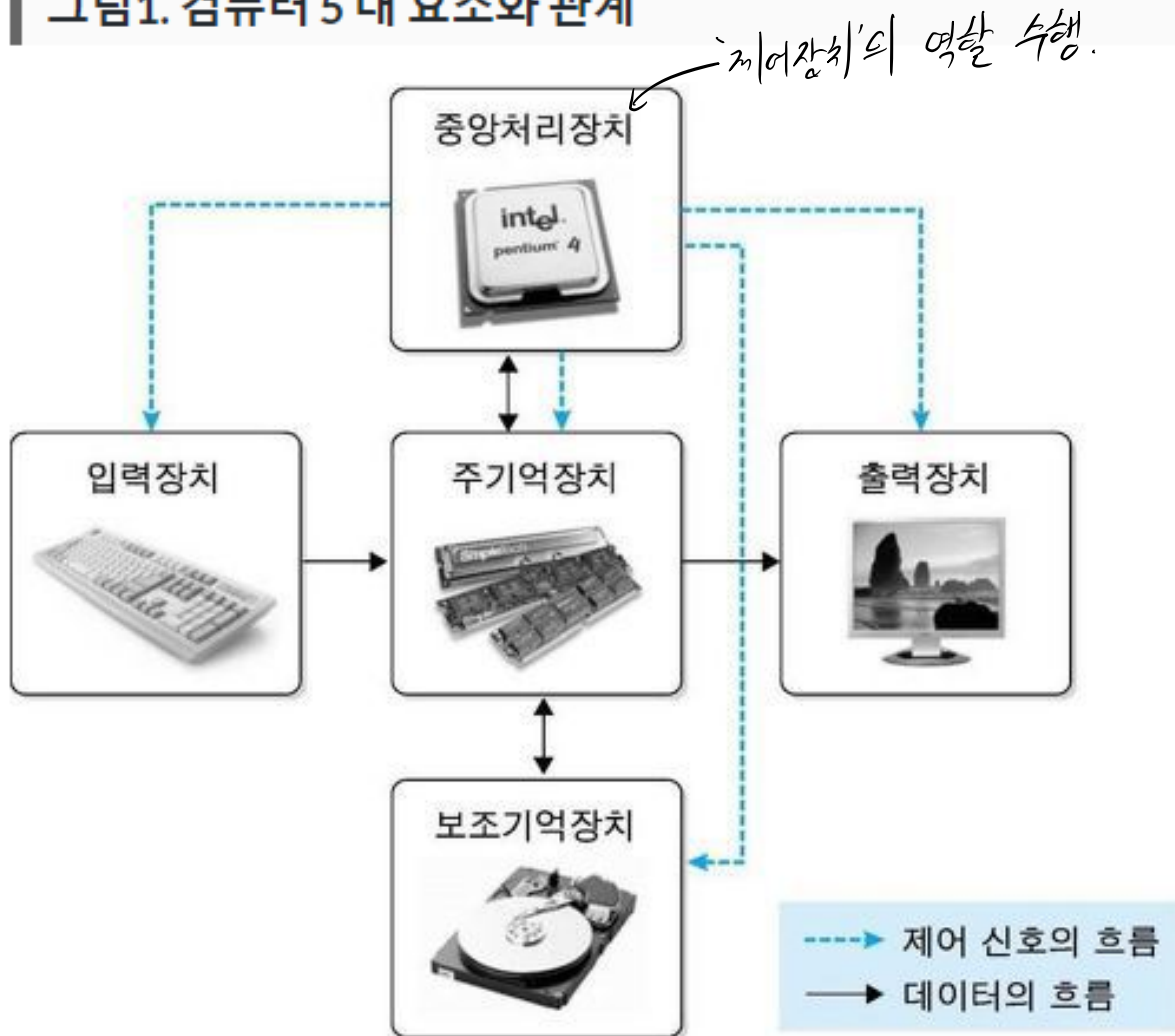 그림1. 컴퓨터 5대 요소와 관계
'제어장치'의 역할 수행.
중앙처리장치
intel.
pentium 4
입력장치
주기억장치
출력장치
simpletech
보조기억장치
제어 신호의 흐름
데이터의 흐름